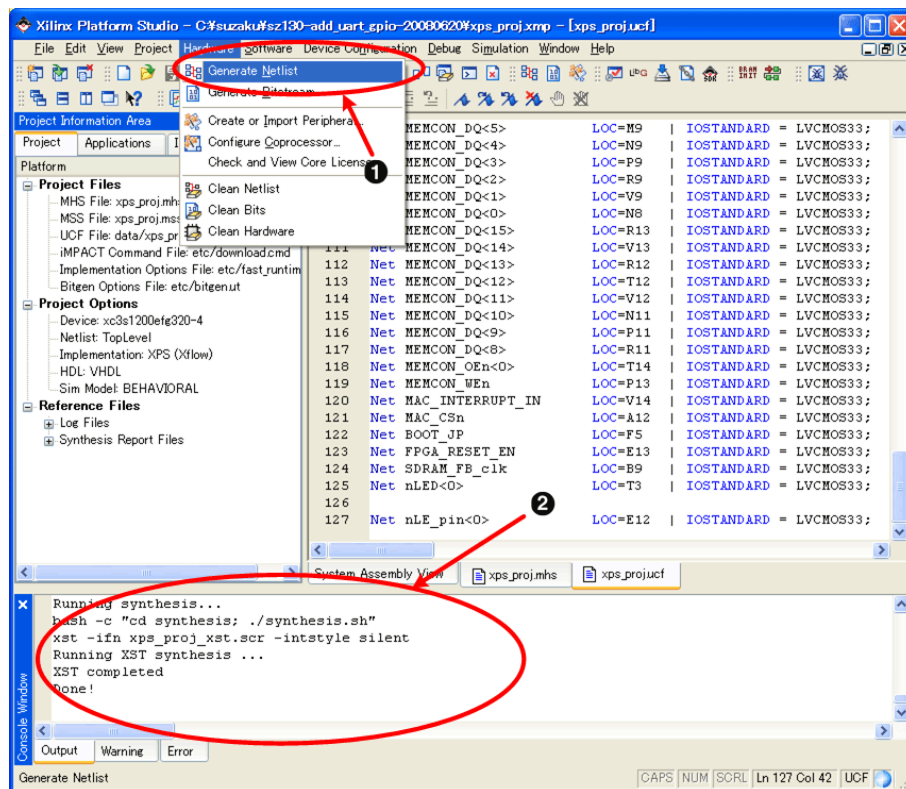 Xilinx Platform Studio - C:¥suzaku¥sz130-add_uart_gpio-20080620¥xps_proj.xmp - [xps_proj.ucf]
File Edit View Project Hardware Software Device Configuration Debug Simulation Window Help
Generate Netlist
Generate Bitstream
Create or Import Peripheral...
Configure Coprocessor...
Check and View Core Licenses
Clean Netlist
Clean Bits
Clean Hardware
❶
Project Information Area
Project Applications I
Platform
Project Files
MHS File: xps_proj.mh
MSS File: xps_proj.mss
UCF File: data/xps_pr
iMPACT Command File: etc/download.cmd
Implementation Options File: etc/fast_runtim
Bitgen Options File: etc/bitgen.ut
Project Options
Device: xc3s1200efg320-4
Netlist: TopLevel
Implementation: XPS (Xflow)
HDL: VHDL
Sim Model: BEHAVIORAL
Reference Files
Log Files
Synthesis Report Files
MEMCON_DQ<5> LOC=M9 | IOSTANDARD = LVCMOS33;
MEMCON_DQ<4> LOC=N9 | IOSTANDARD = LVCMOS33;
MEMCON_DQ<3> LOC=P9 | IOSTANDARD = LVCMOS33;
MEMCON_DQ<2> LOC=R9 | IOSTANDARD = LVCMOS33;
MEMCON_DQ<1> LOC=V9 | IOSTANDARD = LVCMOS33;
MEMCON_DQ<0> LOC=N8 | IOSTANDARD = LVCMOS33;
MEMCON_DQ<15> LOC=R13 | IOSTANDARD = LVCMOS33;
111 Net MEMCON_DQ<14> LOC=V13 | IOSTANDARD = LVCMOS33;
112 Net MEMCON_DQ<13> LOC=R12 | IOSTANDARD = LVCMOS33;
113 Net MEMCON_DQ<12> LOC=T12 | IOSTANDARD = LVCMOS33;
114 Net MEMCON_DQ<11> LOC=V12 | IOSTANDARD = LVCMOS33;
115 Net MEMCON_DQ<10> LOC=N11 | IOSTANDARD = LVCMOS33;
116 Net MEMCON_DQ<9> LOC=P11 | IOSTANDARD = LVCMOS33;
117 Net MEMCON_DQ<8> LOC=R11 | IOSTANDARD = LVCMOS33;
118 Net MEMCON_OEn<0> LOC=T14 | IOSTANDARD = LVCMOS33;
119 Net MEMCON_WEn LOC=P13 | IOSTANDARD = LVCMOS33;
120 Net MAC_INTERRUPT_IN LOC=V14 | IOSTANDARD = LVCMOS33;
121 Net MAC_CSn LOC=A12 | IOSTANDARD = LVCMOS33;
122 Net BOOT_JP LOC=F5 | IOSTANDARD = LVCMOS33;
123 Net FPGA_RESET_EN LOC=E13 | IOSTANDARD = LVCMOS33;
124 Net SDRAM_FB_clk LOC=B9 | IOSTANDARD = LVCMOS33;
125 Net nLED<0> LOC=T3 | IOSTANDARD = LVCMOS33;
126
127 Net nLE_pin<0> LOC=E12 | IOSTANDARD = LVCMOS33;
❷
System Assembly View xps_proj.mhs xps_proj.ucf
Running synthesis...
bash -c "cd synthesis; ./synthesis.sh"
xst -ifn xps_proj_xst.scr -intstyle silent
Running XST synthesis ...
XST completed
Done!
Console Window
Output Warning Error
Generate Netlist CAPS NUM SCRL Ln 127 Col 42 UCF